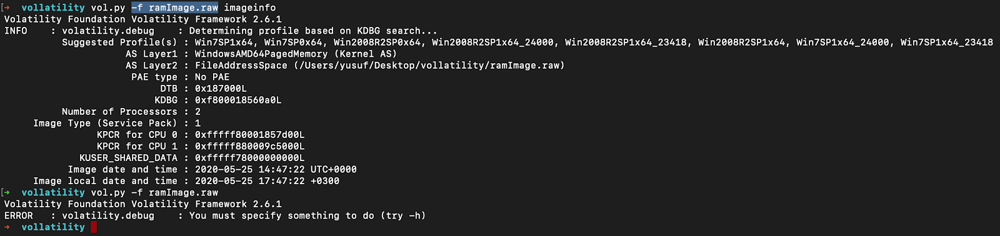 [➜  vollatility vol.py -f ramImage.raw imageinfo
Volatility Foundation Volatility Framework 2.6.1
INFO    : volatility.debug    : Determining profile based on KDBG search...
Suggested Profile(s) : Win7SP1x64, Win7SP0x64, Win2008R2SP0x64, Win2008R2SP1x64_24000, Win2008R2SP1x64_23418, Win2008R2SP1x64, Win7SP1x64_24000, Win7SP1x64_23418
AS Layer1 : WindowsAMD64PagedMemory (Kernel AS)
AS Layer2 : FileAddressSpace (/Users/yusuf/Desktop/vollatility/ramImage.raw)
PAE type : No PAE
DTB : 0x187000L
KDBG : 0xf800018560a0L
Number of Processors : 2
Image Type (Service Pack) : 1
KPCR for CPU 0 : 0xfffff80001857d00L
KPCR for CPU 1 : 0xfffff880009c5000L
KUSER_SHARED_DATA : 0xfffff78000000000L
Image date and time : 2020-05-25 14:47:22 UTC+0000
Image local date and time : 2020-05-25 17:47:22 +0300
[➜  vollatility vol.py -f ramImage.raw
Volatility Foundation Volatility Framework 2.6.1
ERROR   : volatility.debug    : You must specify something to do (try -h)
➜  vollatility